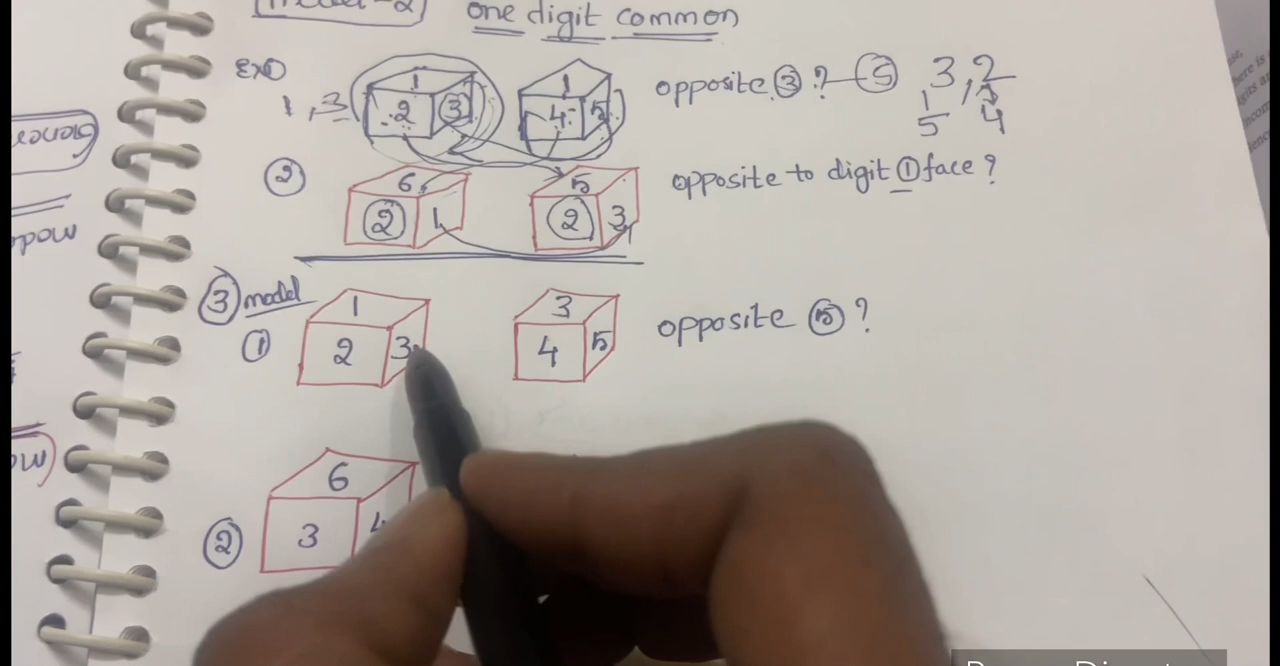 one digit common
Ex① 1 1 opposite ③? ⑤ 3,2
1,3 2 3 4 5 1 3
5 4
② 6 5 opposite to digit ① face?
2 1 2 3
③ model 1 3 opposite ⑤?
① 2 3 4 5
6
② 3 4